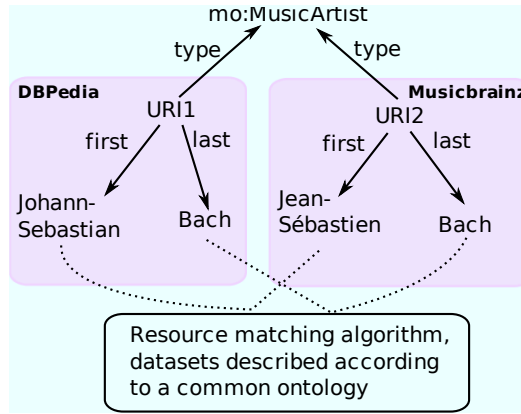 mo:MusicArtist
type
type
DBPedia
Musicbrainz
URI1
URI2
first
last
first
last
Johann-
Sebastian
Bach
Jean-
Sébastien
Bach
Resource matching algorithm,
datasets described according
to a common ontology